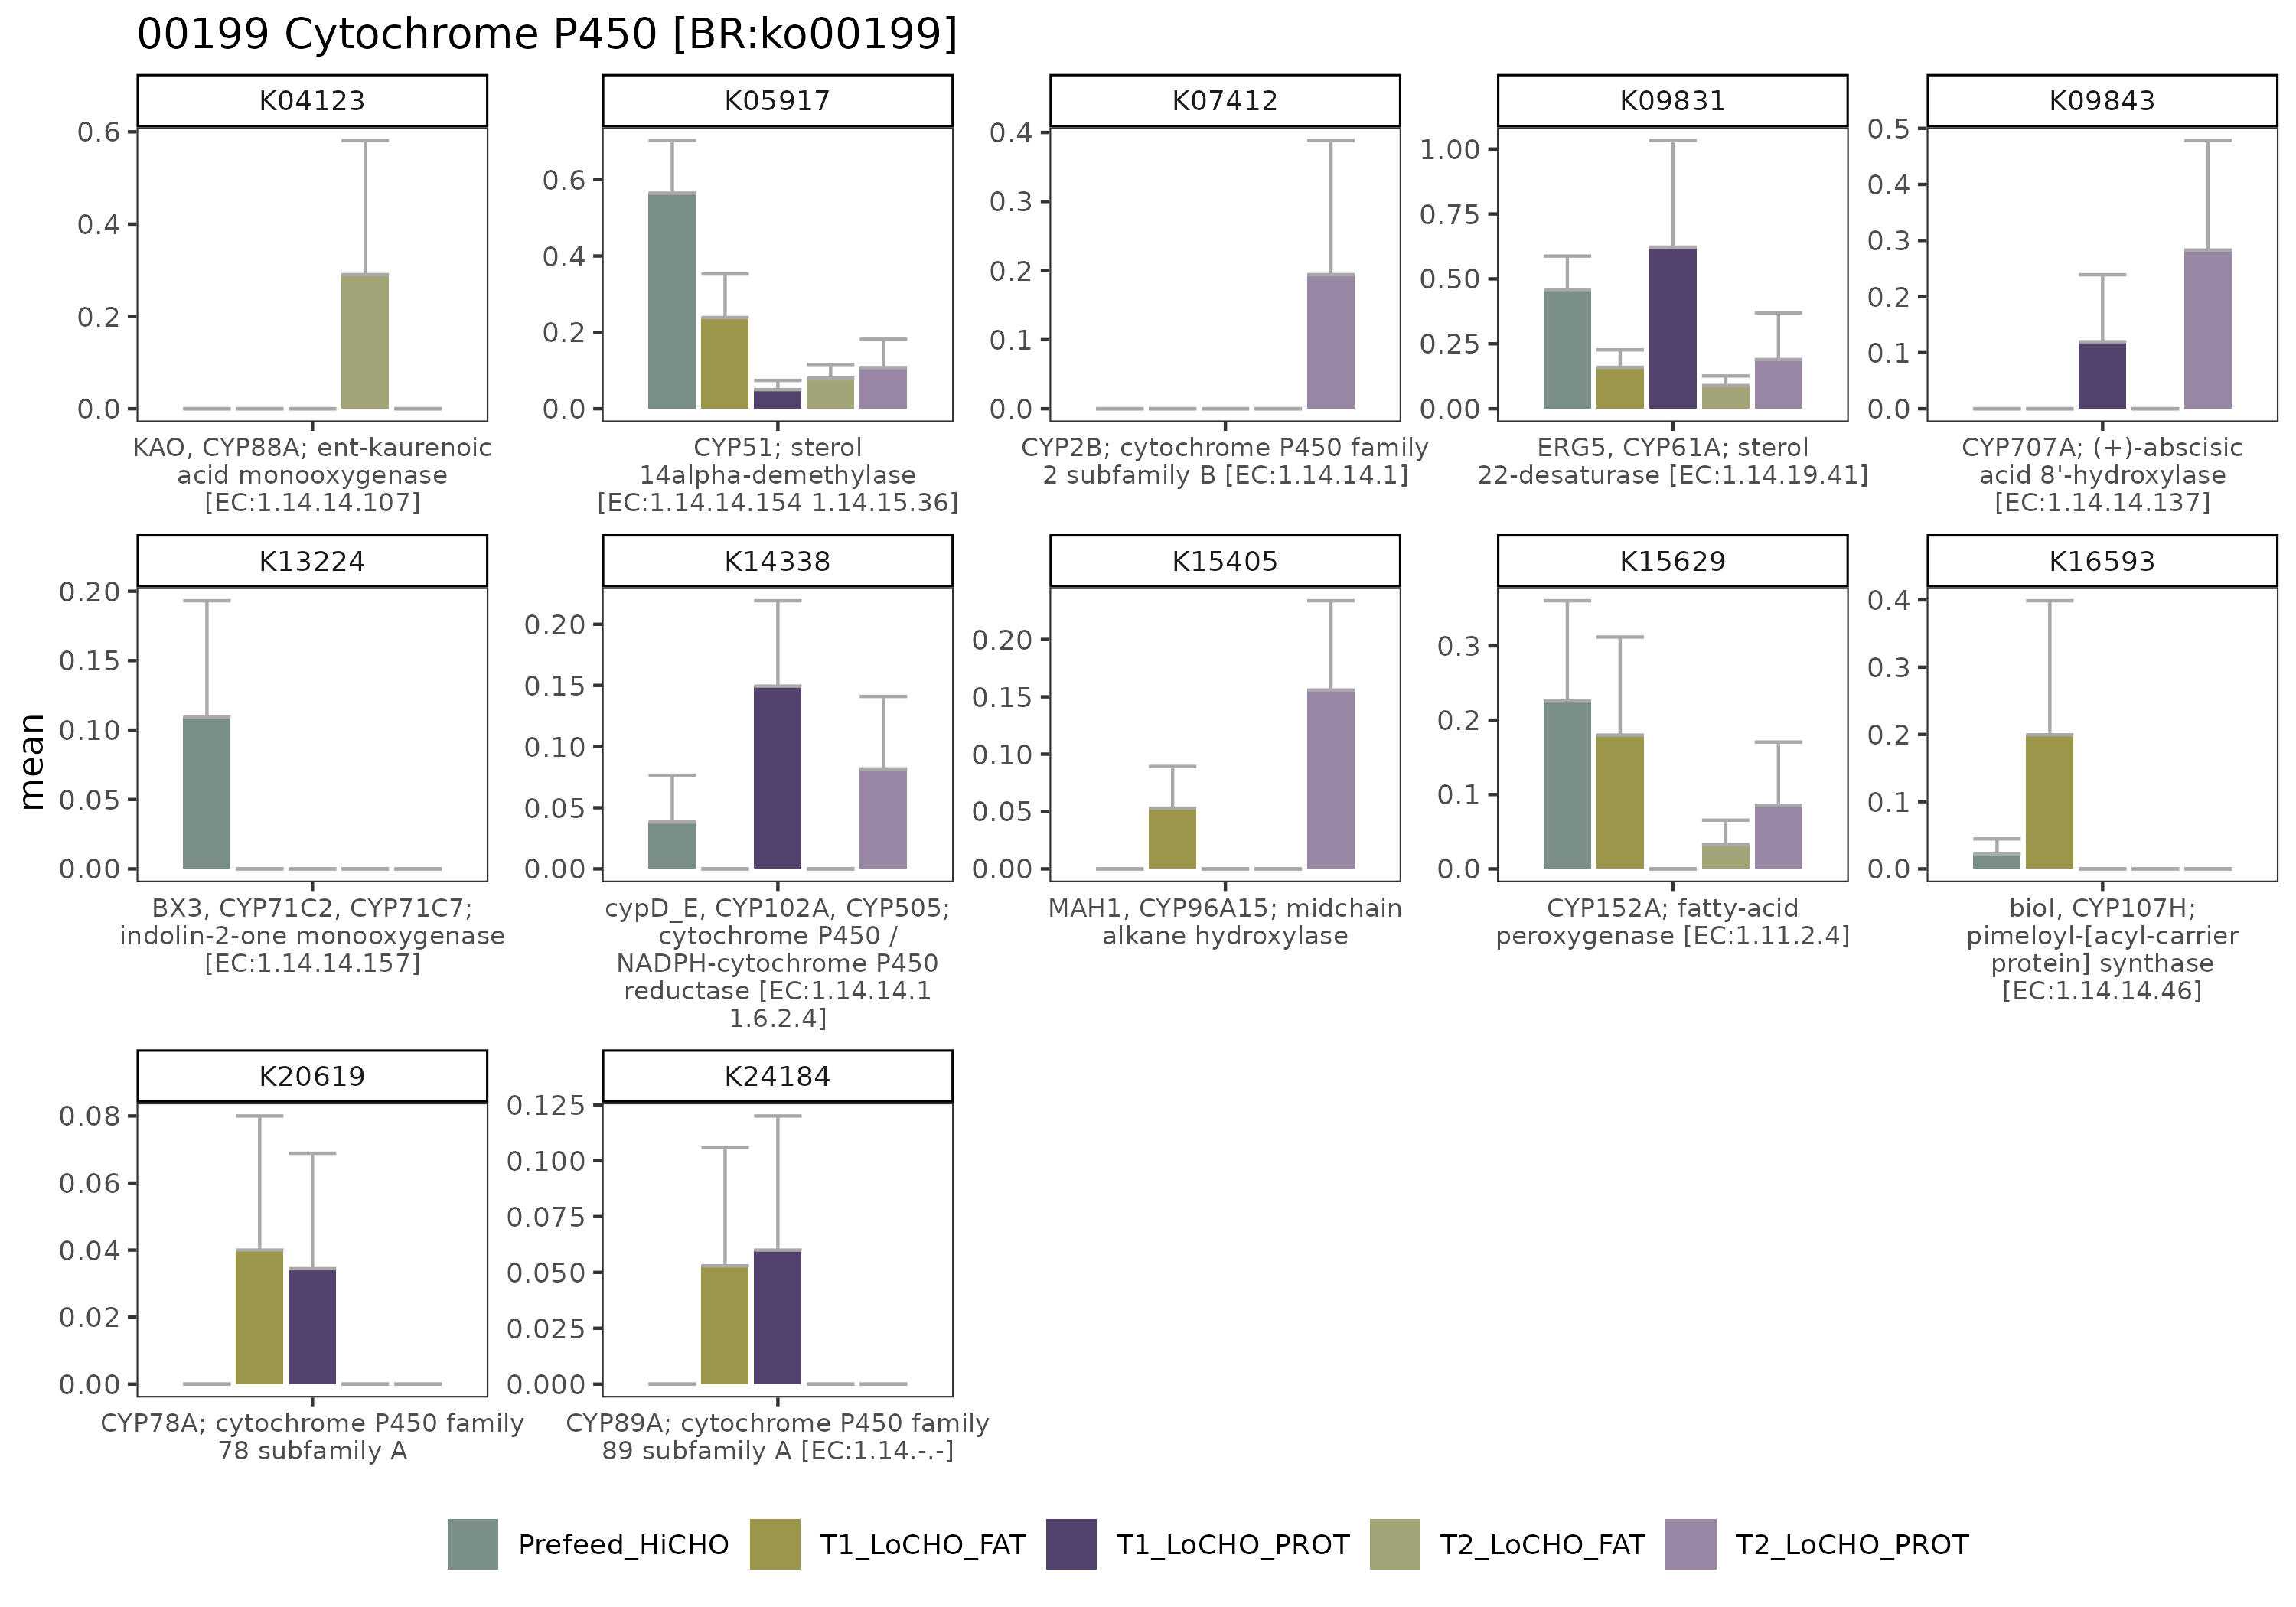 00199 Cytochrome P450 [BR:ko00199]
K04123
K05917
K07412
K09831
K09843
0.6
0.4
0.2
0.0
0.6
0.4
0.2
0.0
0.4
0.3
0.2
0.1
0.0
1.00
0.75
0.50
0.25
0.00
0.5
0.4
0.3
0.2
0.1
0.0
KAO, CYP88A; ent-kaurenoic
acid monooxygenase
[EC:1.14.14.107]
CYP51; sterol
14alpha-demethylase
[EC:1.14.14.154 1.14.15.36]
CYP2B; cytochrome P450 family
2 subfamily B [EC:1.14.14.1]
ERG5, CYP61A; sterol
22-desaturase [EC:1.14.19.41]
CYP707A; (+)-abscisic
acid 8'-hydroxylase
[EC:1.14.14.137]
mean
K13224
K14338
K15405
K15629
K16593
0.20
0.15
0.10
0.05
0.00
0.20
0.15
0.10
0.05
0.00
0.20
0.15
0.10
0.05
0.00
0.3
0.2
0.1
0.0
0.4
0.3
0.2
0.1
0.0
BX3, CYP71C2, CYP71C7;
indolin-2-one monooxygenase
[EC:1.14.14.157]
cypD_E, CYP102A, CYP505;
cytochrome P450 /
NADPH-cytochrome P450
reductase [EC:1.14.14.1
1.6.2.4]
MAH1, CYP96A15; midchain
alkane hydroxylase
CYP152A; fatty-acid
peroxygenase [EC:1.11.2.4]
bioI, CYP107H;
pimeloyl-[acyl-carrier
protein] synthase
[EC:1.14.14.46]
K20619
K24184
0.08
0.06
0.04
0.02
0.00
0.125
0.100
0.075
0.050
0.025
0.000
CYP78A; cytochrome P450 family
78 subfamily A
CYP89A; cytochrome P450 family
89 subfamily A [EC:1.14.-.-]
Prefeed_HiCHO
T1_LoCHO_FAT
T1_LoCHO_PROT
T2_LoCHO_FAT
T2_LoCHO_PROT